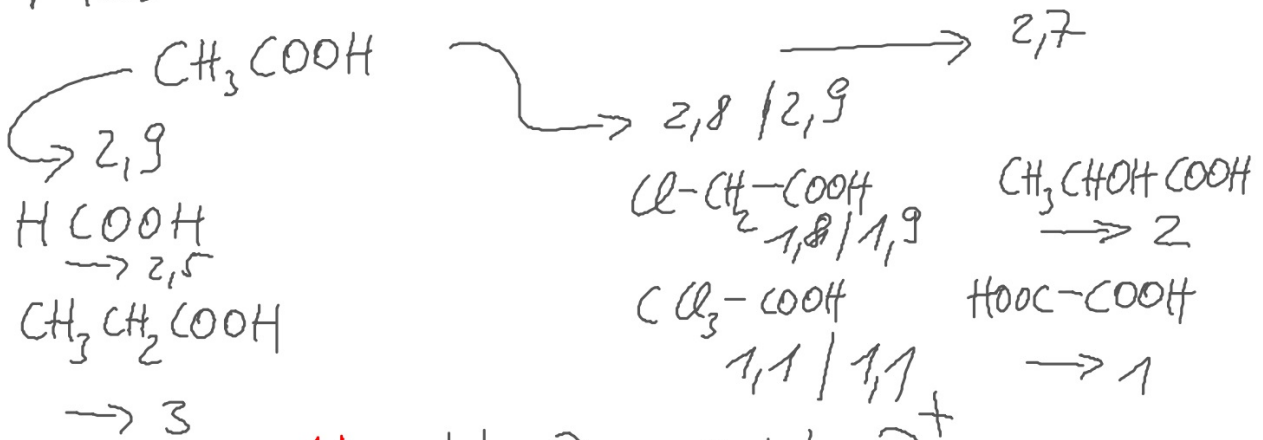 CH₃COOH
2,9
HCOOH
→ 2,5
CH₃CH₂COOH
→ 3
2,8 / 2,9
Cl-CH₂-COOH
1,8 / 1,9
CCl₃-COOH
1,1 / 1,1
→ 2,7
CH₃CHOHCOOH
→ 2
HOOC-COOH
→ 1
+